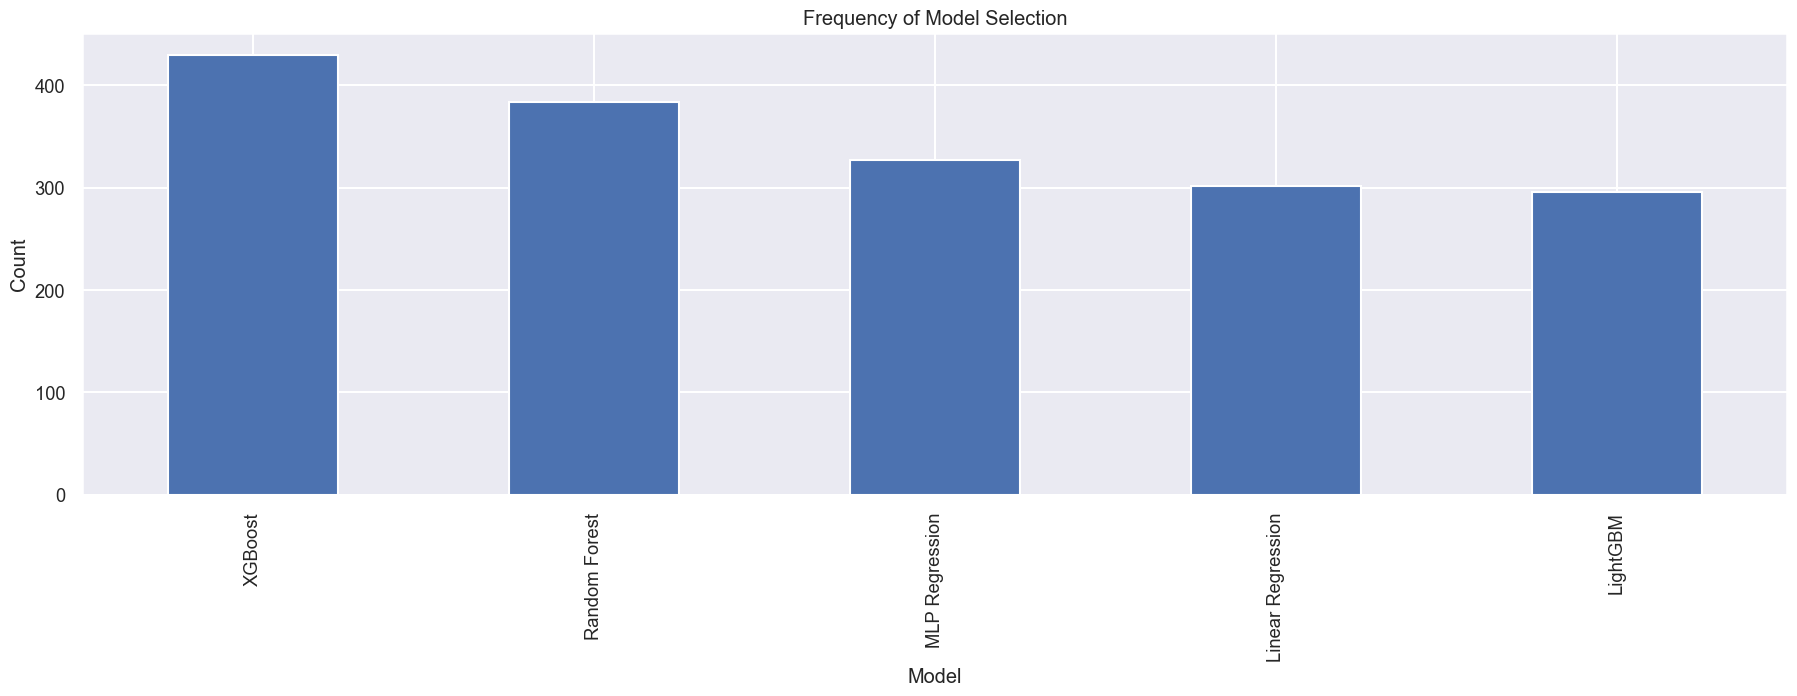 Frequency of Model Selection
Count
400
300
200
100
0
XGBoost
Random Forest
MLP Regression
Linear Regression
LightGBM
Model